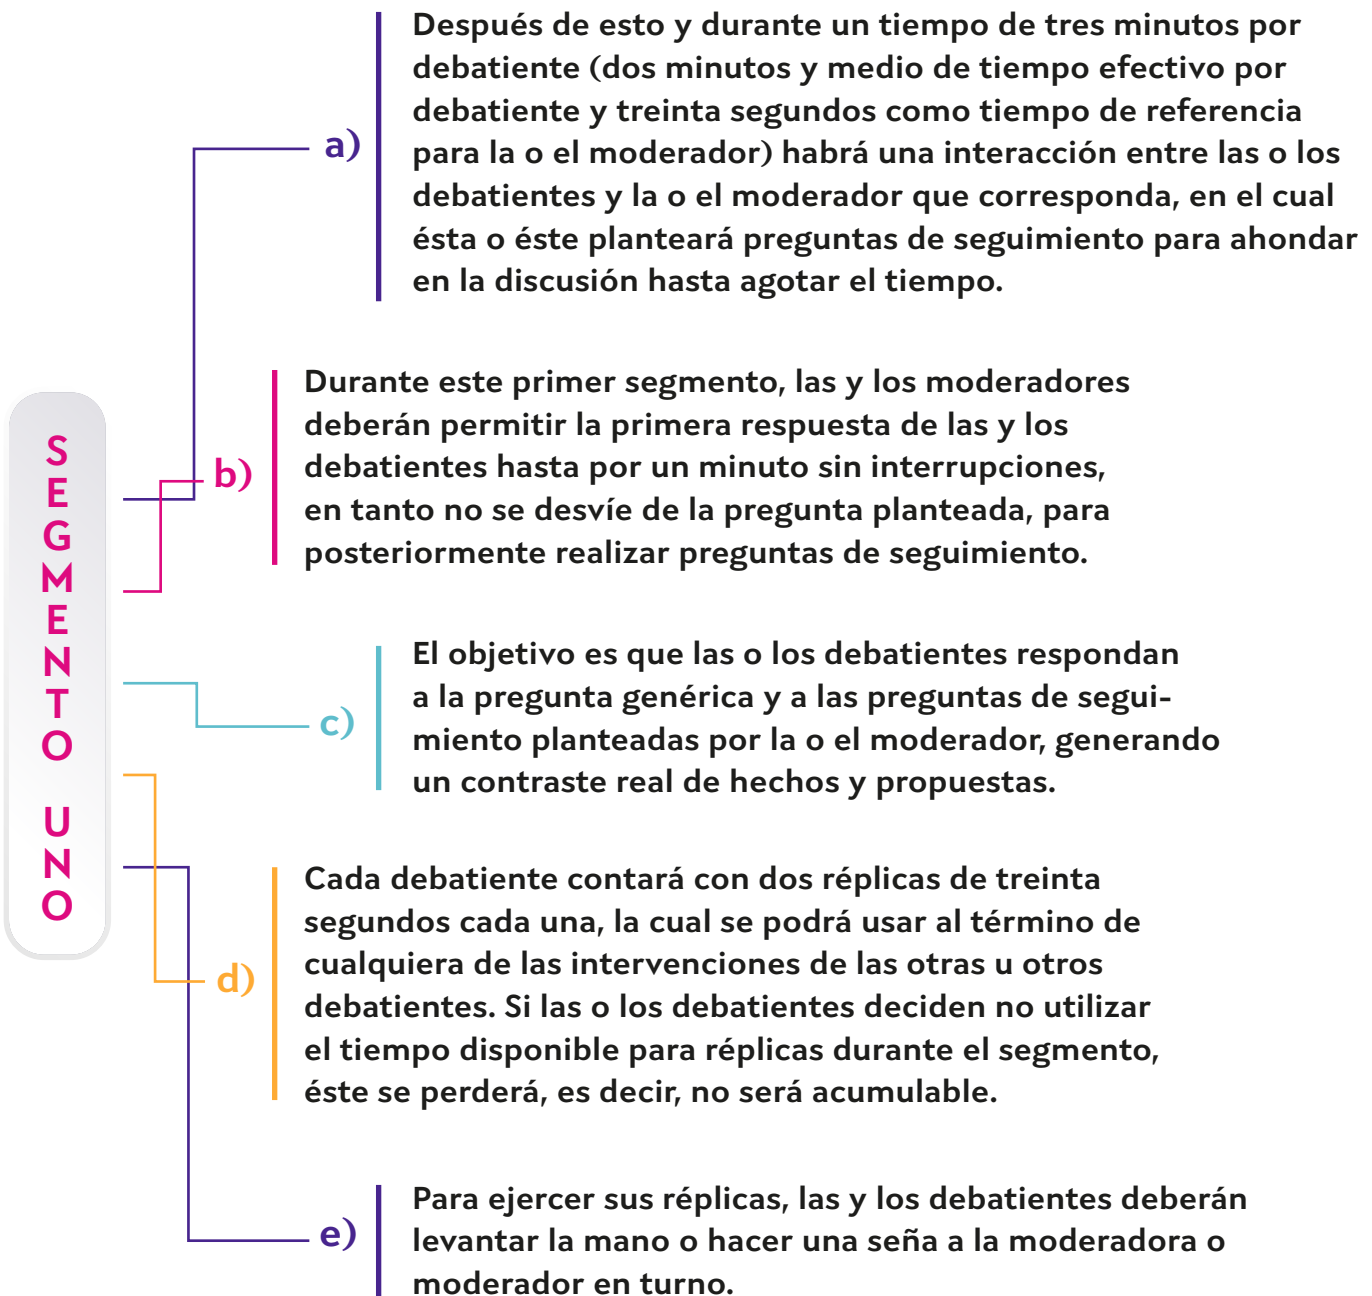 SEGMENTO UNO
a)
Después de esto y durante un tiempo de tres minutos por
debatiente (dos minutos y medio de tiempo efectivo por
debatiente y treinta segundos como tiempo de referencia
para la o el moderador) habrá una interacción entre las o los
debatientes y la o el moderador que corresponda, en el cual
ésta o éste planteará preguntas de seguimiento para ahondar
en la discusión hasta agotar el tiempo.
b)
Durante este primer segmento, las y los moderadores
deberán permitir la primera respuesta de las y los
debatientes hasta por un minuto sin interrupciones,
en tanto no se desvíe de la pregunta planteada, para
posteriormente realizar preguntas de seguimiento.
c)
El objetivo es que las o los debatientes respondan
a la pregunta genérica y a las preguntas de segui-
miento planteadas por la o el moderador, generando
un contraste real de hechos y propuestas.
d)
Cada debatiente contará con dos réplicas de treinta
segundos cada una, la cual se podrá usar al término de
cualquiera de las intervenciones de las otras u otros
debatientes. Si las o los debatientes deciden no utilizar
el tiempo disponible para réplicas durante el segmento,
éste se perderá, es decir, no será acumulable.
e)
Para ejercer sus réplicas, las y los debatientes deberán
levantar la mano o hacer una seña a la moderadora o
moderador en turno.